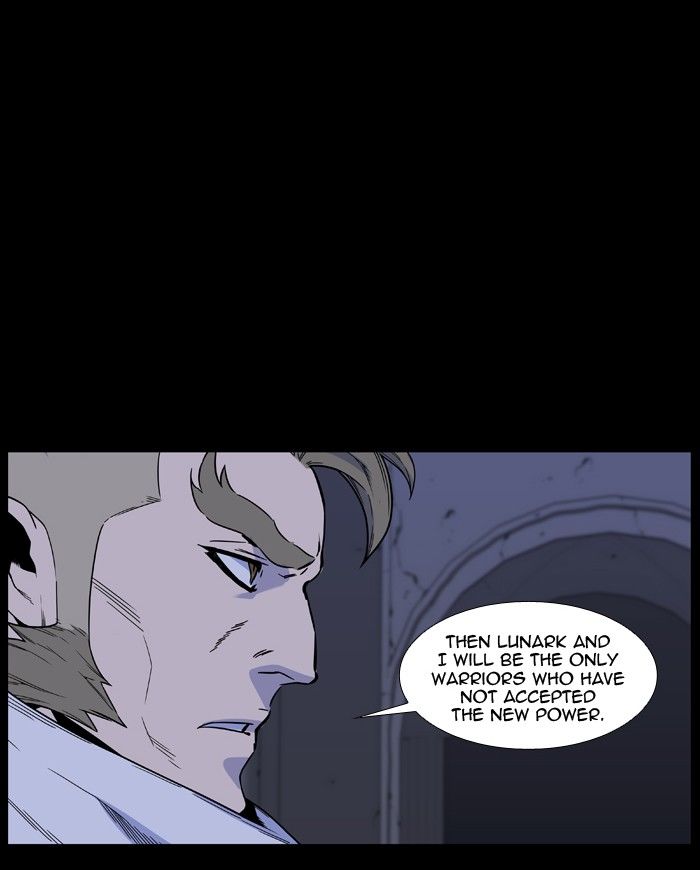 THEN LUNARK AND
I WILL BE THE ONLY
WARRIORS WHO HAVE
NOT ACCEPTED
THE NEW POWER.